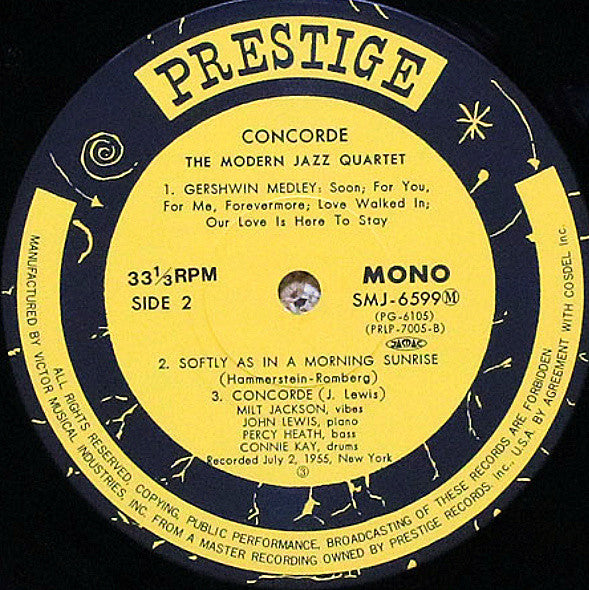 PRESTIGE
CONCORDE
THE MODERN JAZZ QUARTET
1. GERSHWIN MEDLEY: Soon; For You,
For Me, Forevermore; Love Walked In;
Our Love Is Here To Stay
33⅓RPM
SIDE 2
MONO
SMJ-6599Ⓜ
(PG-6105)
(PRLP-7005-B)
2. SOFTLY AS IN A MORNING SUNRISE
(Hammerstein-Romberg)
3. CONCORDE (J. Lewis)
MILT JACKSON, vibes
JOHN LEWIS, piano
PERCY HEATH, bass
CONNIE KAY, drums
Recorded July 2, 1955, New York
③
ALL RIGHTS RESERVED, COPYING, PUBLIC PERFORMANCE, BROADCASTING OF THESE RECORDS ARE FORBIDDEN
MANUFACTURED BY VICTOR MUSICAL INDUSTRIES, INC. FROM A MASTER RECORDING OWNED BY PRESTIGE RECORDS. Inc., U.S.A. BY AGREEMENT WITH COSDEL Inc.